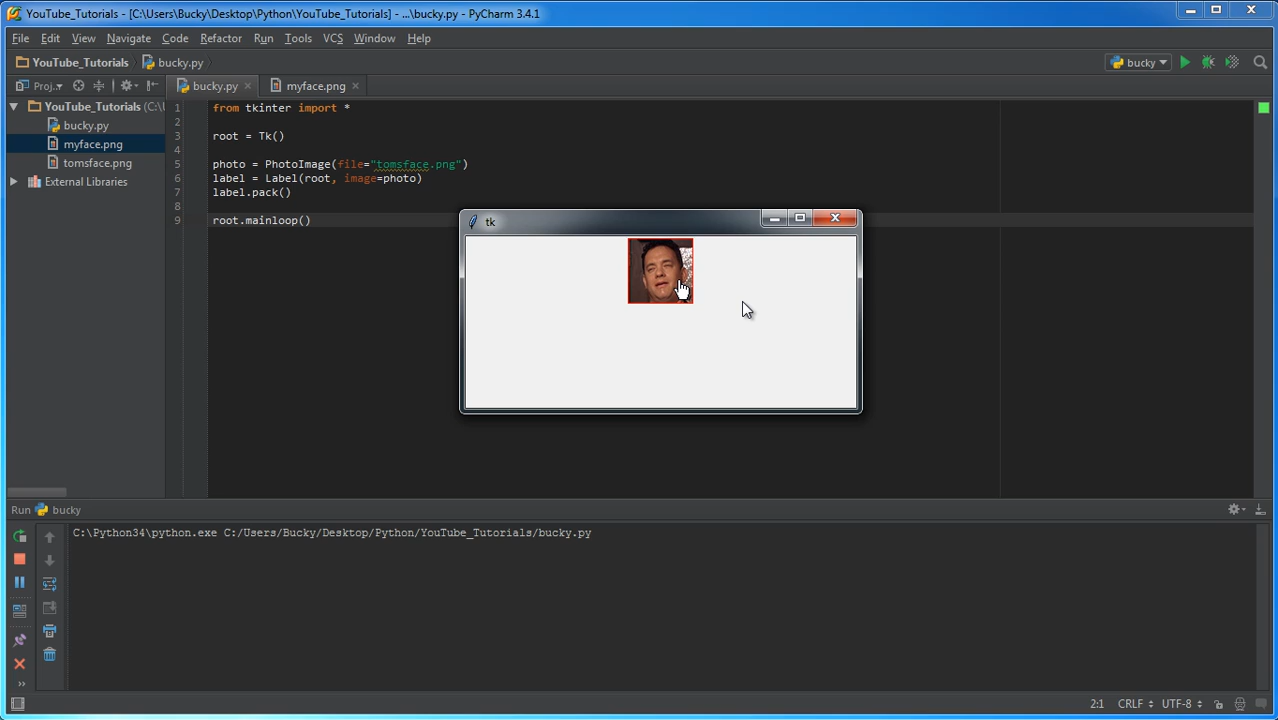 YouTube_Tutorials - [C:\Users\Bucky\Desktop\Python\YouTube_Tutorials] - ...\bucky.py - PyCharm 3.4.1
File Edit View Navigate Code Refactor Run Tools VCS Window Help
YouTube_Tutorials bucky.py bucky
Proj... bucky.py myface.png
YouTube_Tutorials (C:\
bucky.py
myface.png
tomsface.png
External Libraries
1 from tkinter import *
2
3 root = Tk()
4
5 photo = PhotoImage(file="tomsface.png")
6 label = Label(root, image=photo)
7 label.pack()
8
9 root.mainloop()
tk
Run bucky
C:\Python34\python.exe C:/Users/Bucky/Desktop/Python/YouTube_Tutorials/bucky.py
2:1 CRLF UTF-8